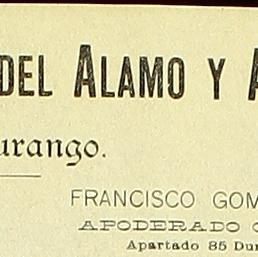 DEL ALAMO Y A
urango.
FRANCISCO GOM
APODERADO G
Apartado 85 Dur